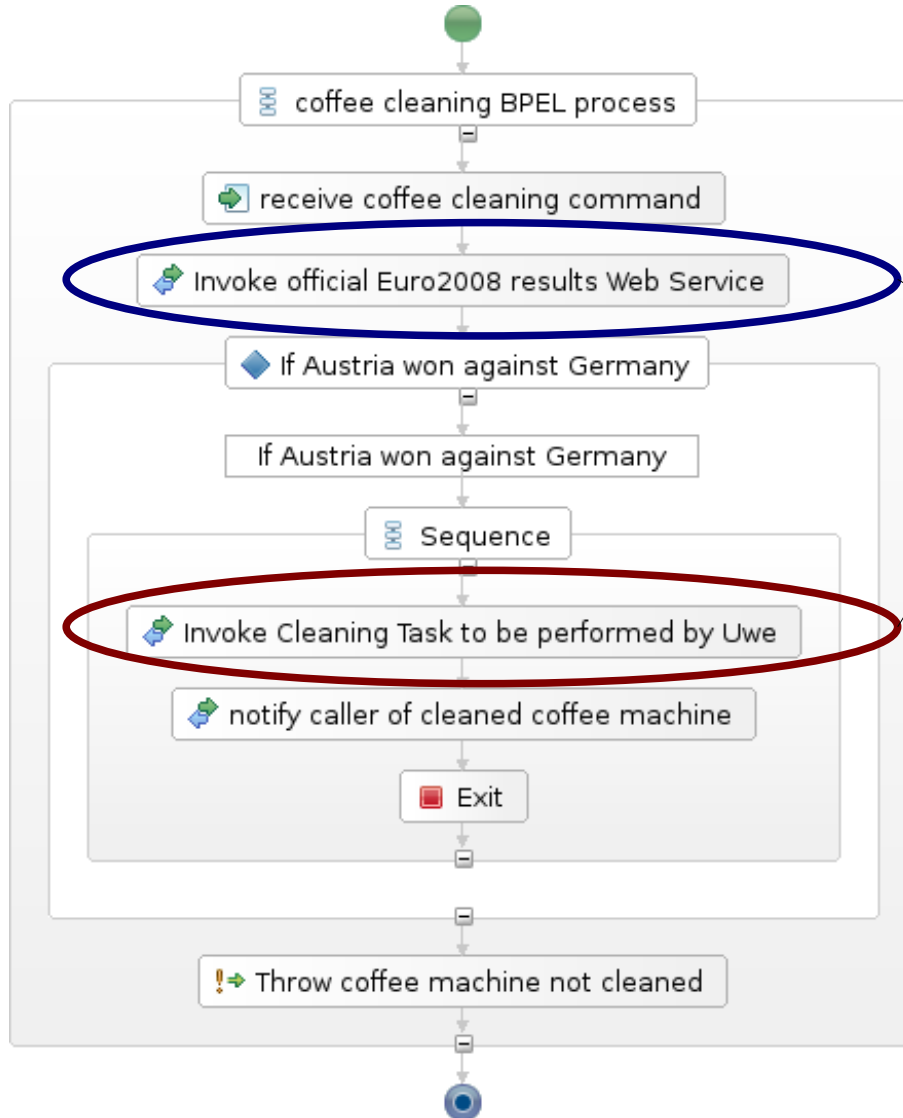 coffee cleaning BPEL process
receive coffee cleaning command
Invoke official Euro2008 results Web Service
If Austria won against Germany
If Austria won against Germany
Sequence
Invoke Cleaning Task to be performed by Uwe
notify caller of cleaned coffee machine
Exit
Throw coffee machine not cleaned